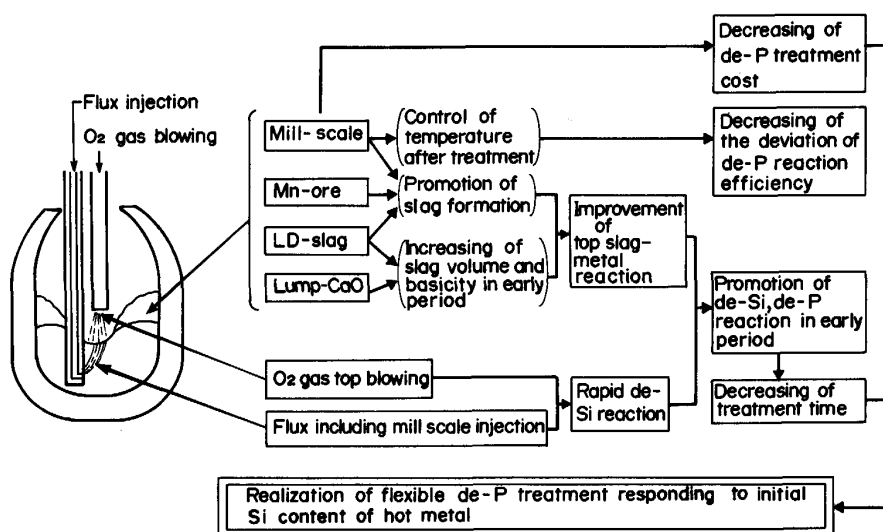 Flux injection
O2 gas blowing
Mill-scale
Mn-ore
LD-slag
Lump-CaO
Control of
temperature
after treatment
Promotion of
slag formation
Increasing of
slag volume and
basicity in early
period
O2 gas top blowing
Flux including mill scale injection
Improvement
of
top slag-
metal
reaction
Rapid de-
Si reaction
Decreasing of
de-P treatment
cost
Decreasing of
the deviation of
de-P reaction
efficiency
Promotion of
de-Si, de-P
reaction in early
period
Decreasing of
treatment time
Realization of flexible de-P treatment responding to initial
Si content of hot metal